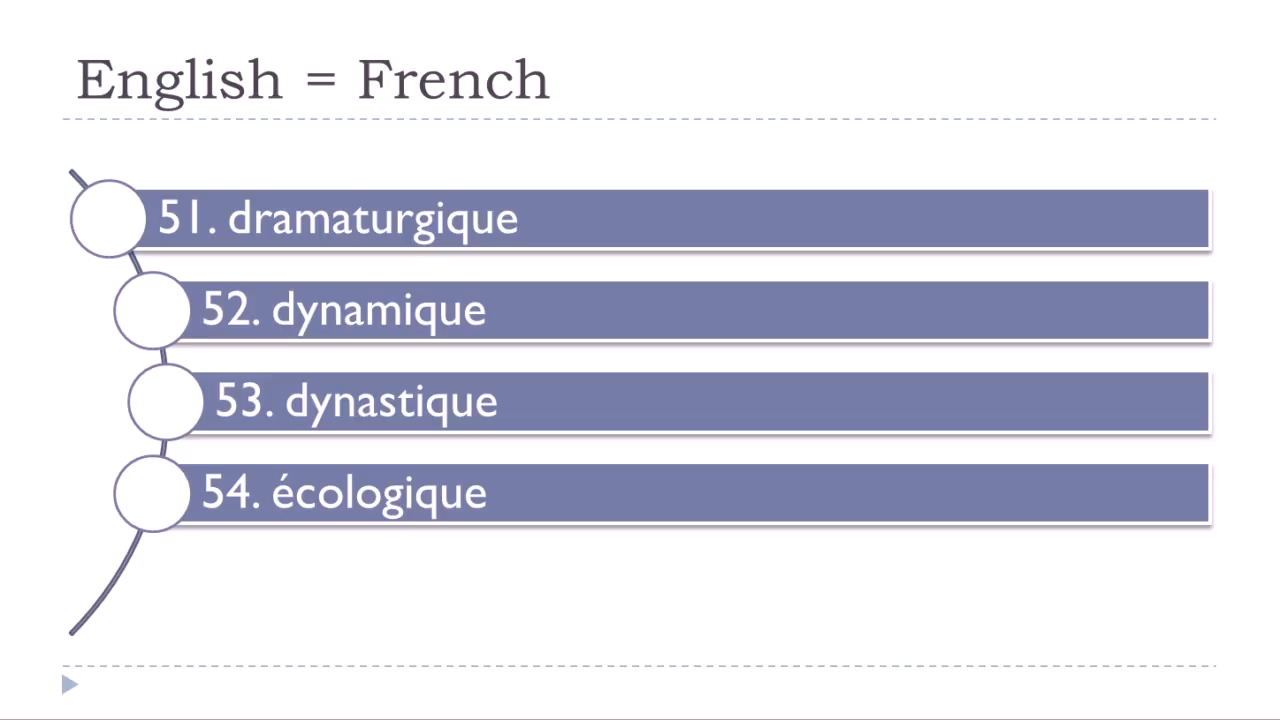 English = French
51. dramaturgique
52. dynamique
53. dynastique
54. écologique